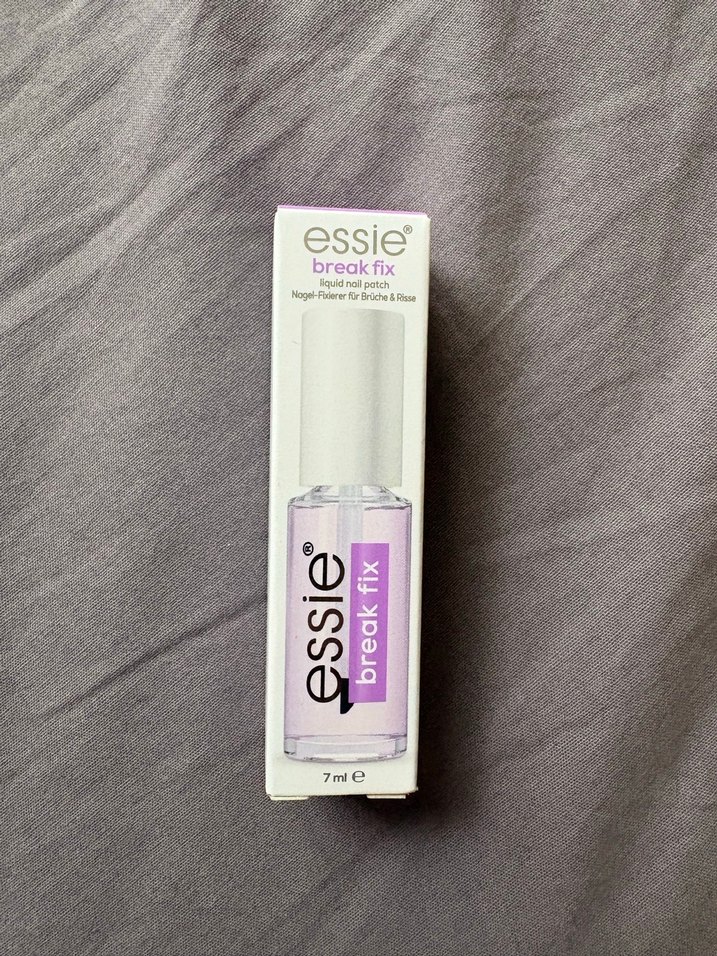 essie®
break fix
liquid nail patch
Nagel-Fixierer für Brüche & Risse
essie®
break fix
7 ml ℮